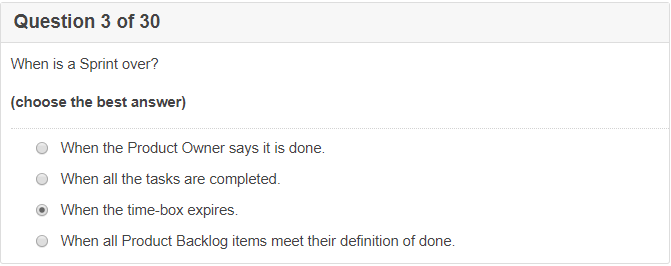 Question 3 of 30
When is a Sprint over?
(choose the best answer)
When the Product Owner says it is done.
When all the tasks are completed.
When the time-box expires.
When all Product Backlog items meet their definition of done.